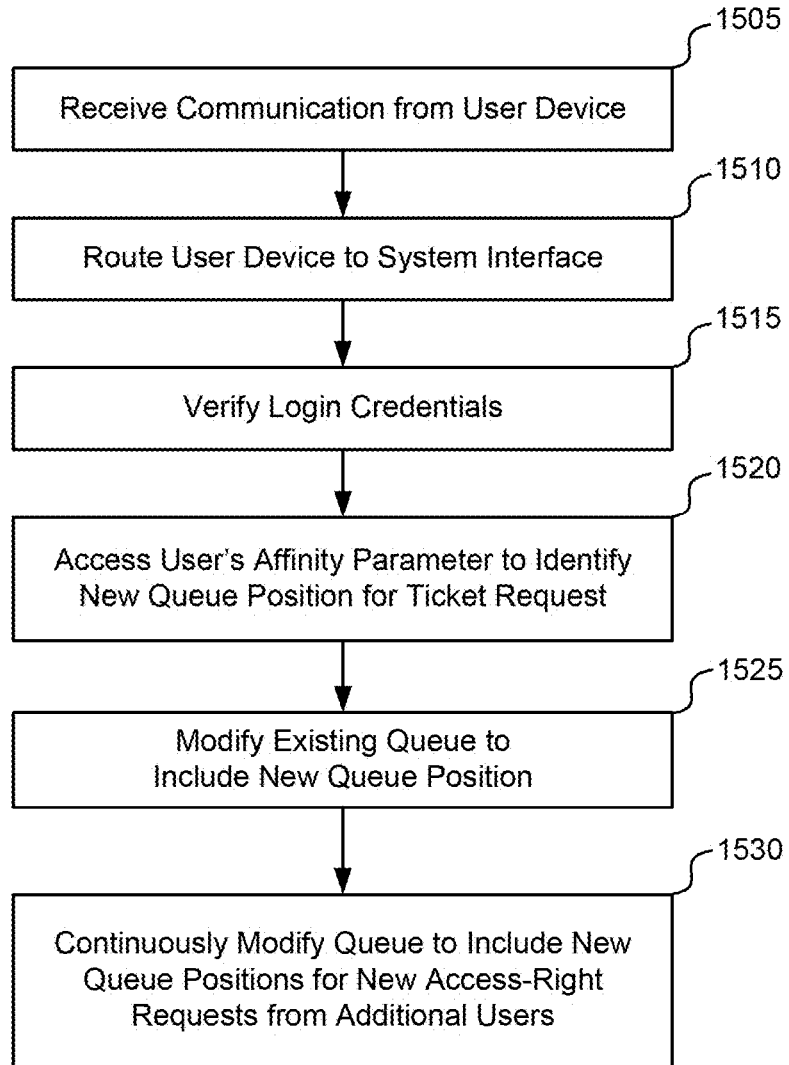 1505
Receive Communication from User Device
1510
Route User Device to System Interface
1515
Verify Login Credentials
1520
Access User's Affinity Parameter to Identify
New Queue Position for Ticket Request
1525
Modify Existing Queue to
Include New Queue Position
1530
Continuously Modify Queue to Include New
Queue Positions for New Access-Right
Requests from Additional Users